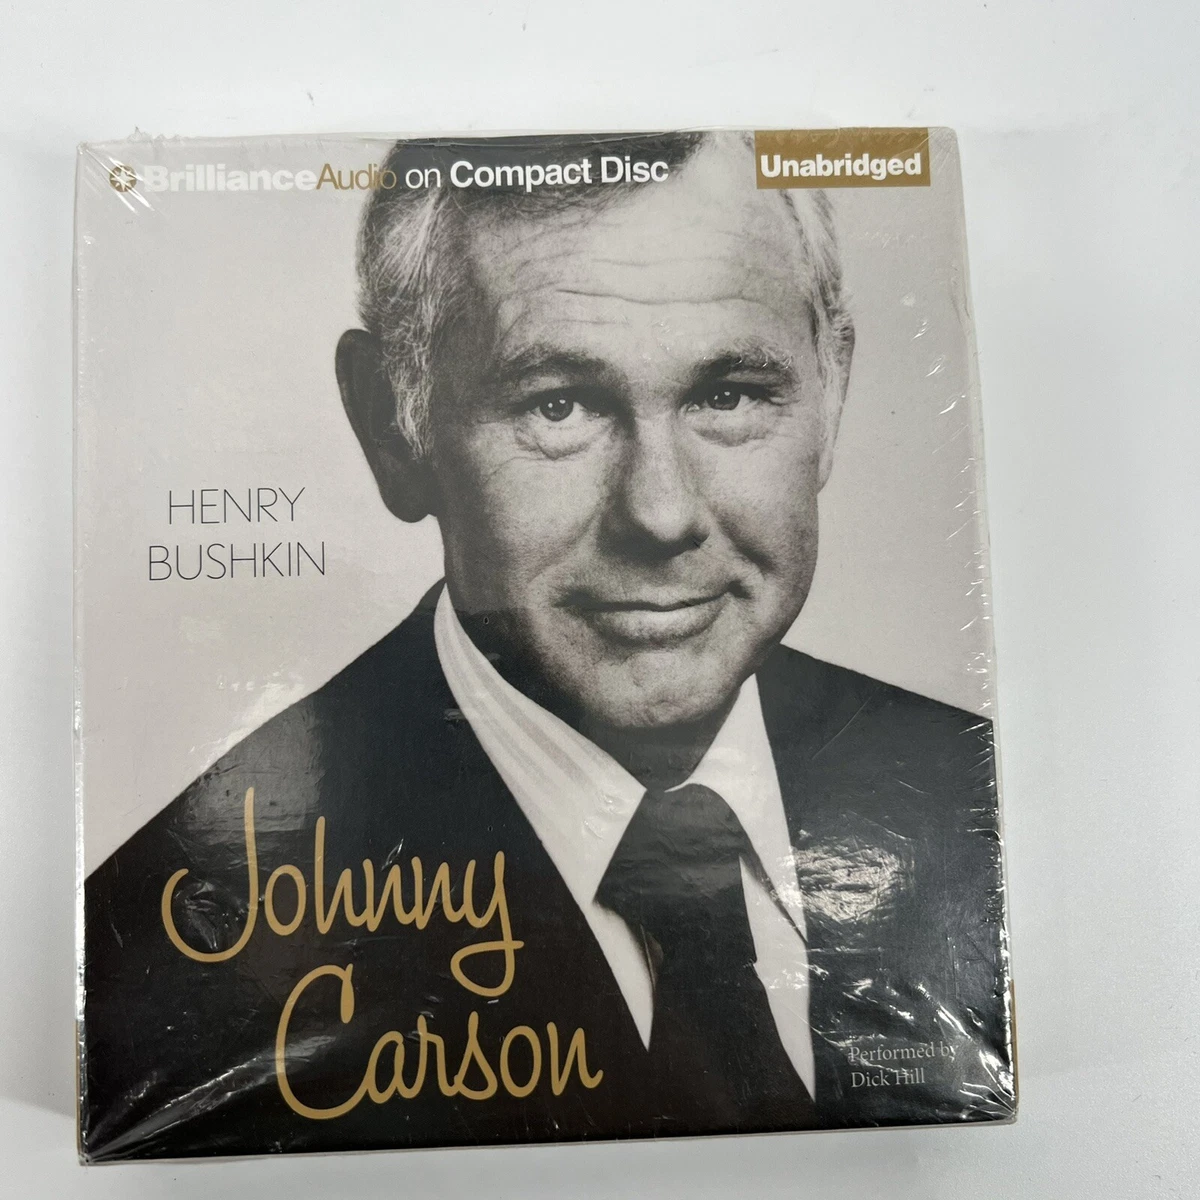 BrillianceAudio on Compact Disc
Unabridged
HENRY
BUSHKIN
Johnny
Carson
Performed by
Dick Hill